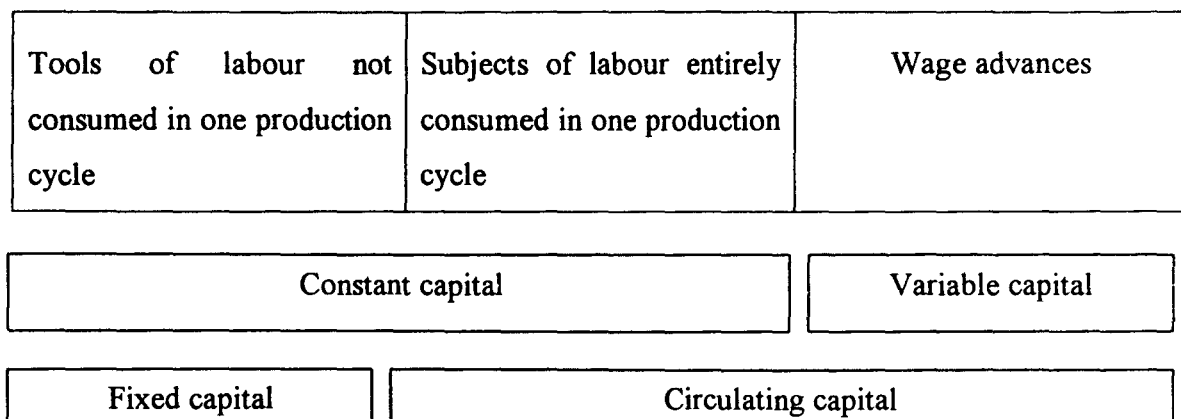 Tools of labour not
consumed in one production
cycle
Subjects of labour entirely
consumed in one production
cycle
Wage advances
Constant capital
Variable capital
Fixed capital
Circulating capital